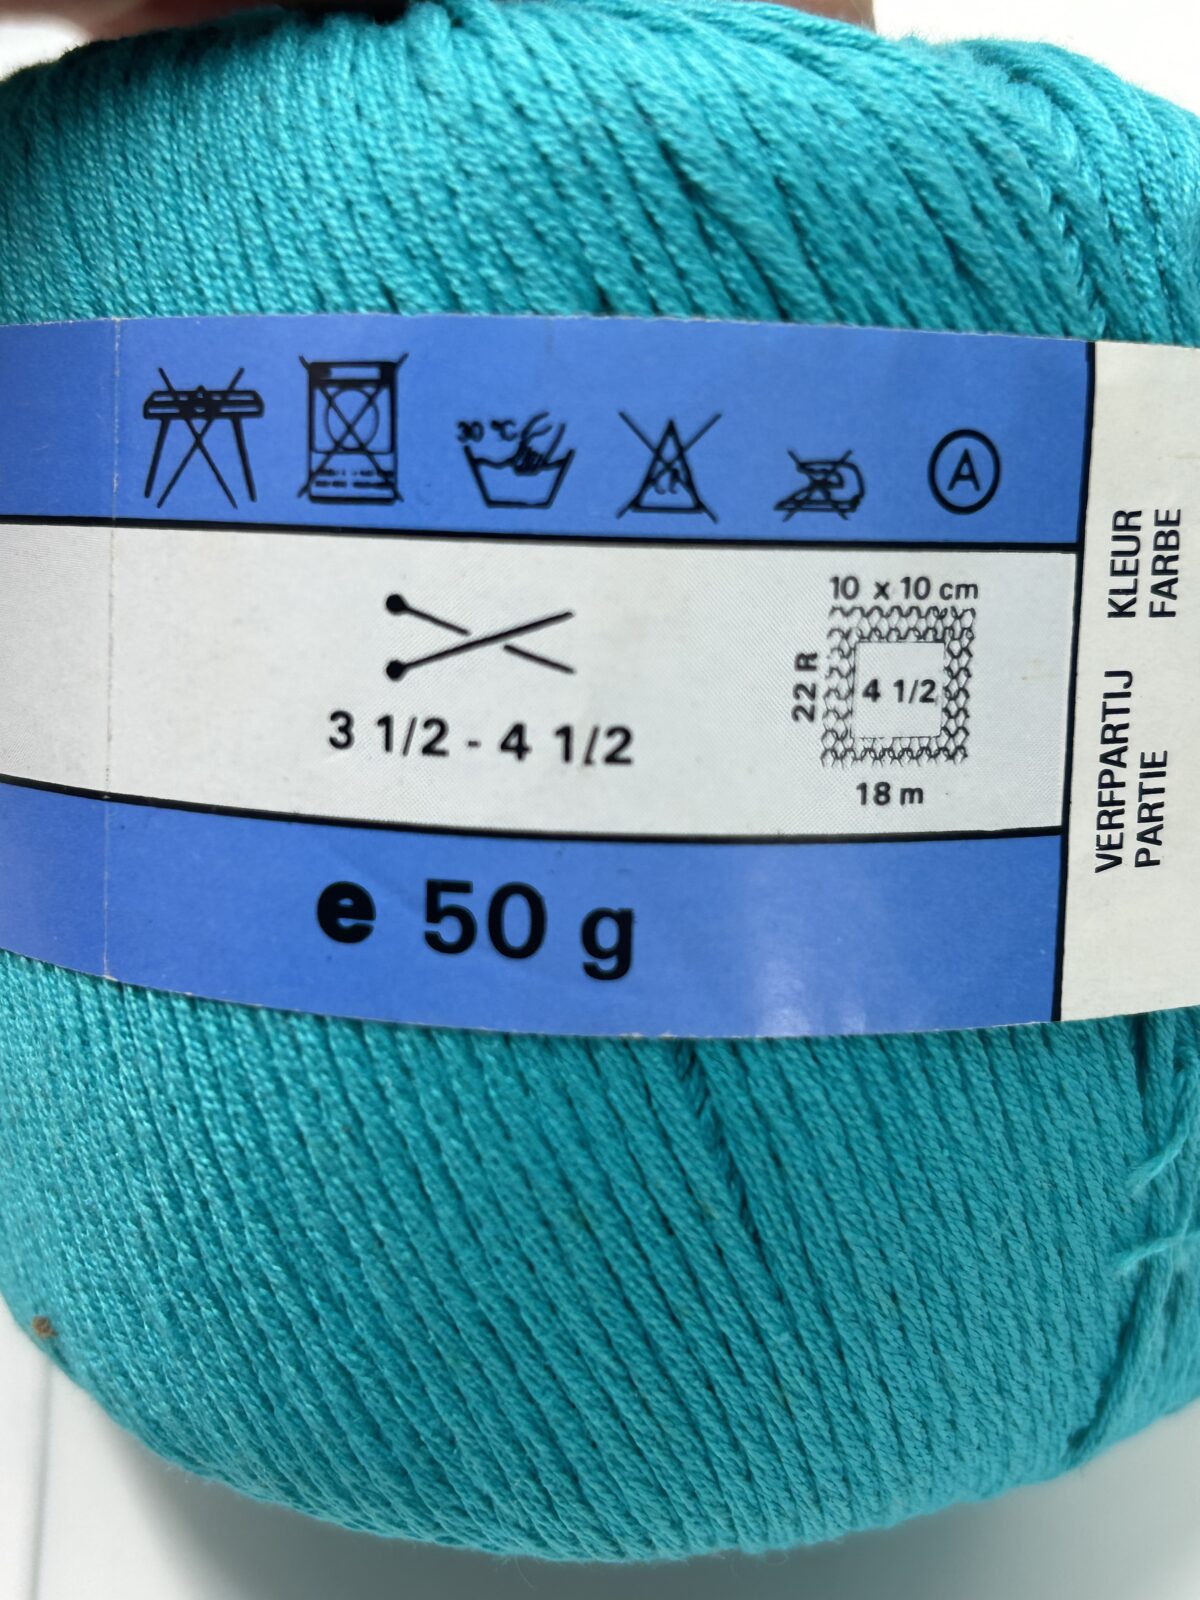 30 °C
CL
A
3 1/2 - 4 1/2
10 x 10 cm
22 R
4 1/2
18 m
e 50 g
KLEUR
FARBE
VERFPARTIJ
PARTIE